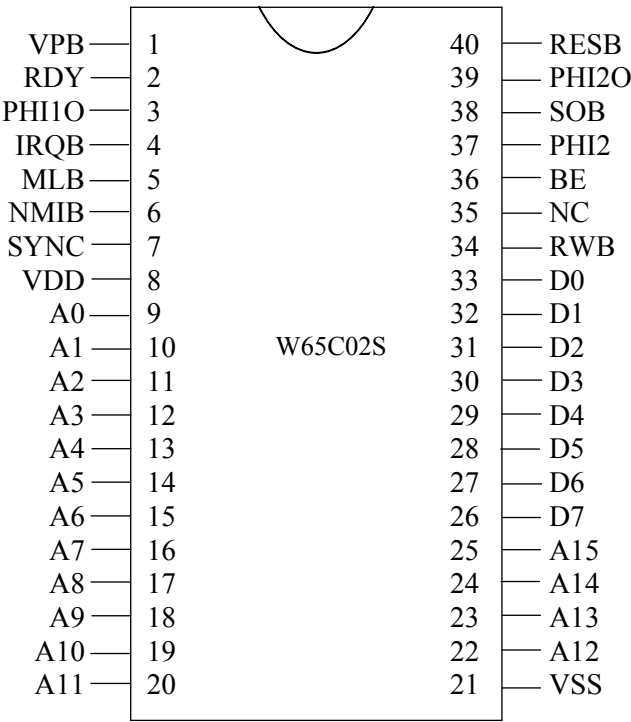 VPB 1 40 RESB
RDY 2 39 PHI2O
PHI1O 3 38 SOB
IRQB 4 37 PHI2
MLB 5 36 BE
NMIB 6 35 NC
SYNC 7 34 RWB
VDD 8 33 D0
A0 9 32 D1
A1 10 W65C02S 31 D2
A2 11 30 D3
A3 12 29 D4
A4 13 28 D5
A5 14 27 D6
A6 15 26 D7
A7 16 25 A15
A8 17 24 A14
A9 18 23 A13
A10 19 22 A12
A11 20 21 VSS